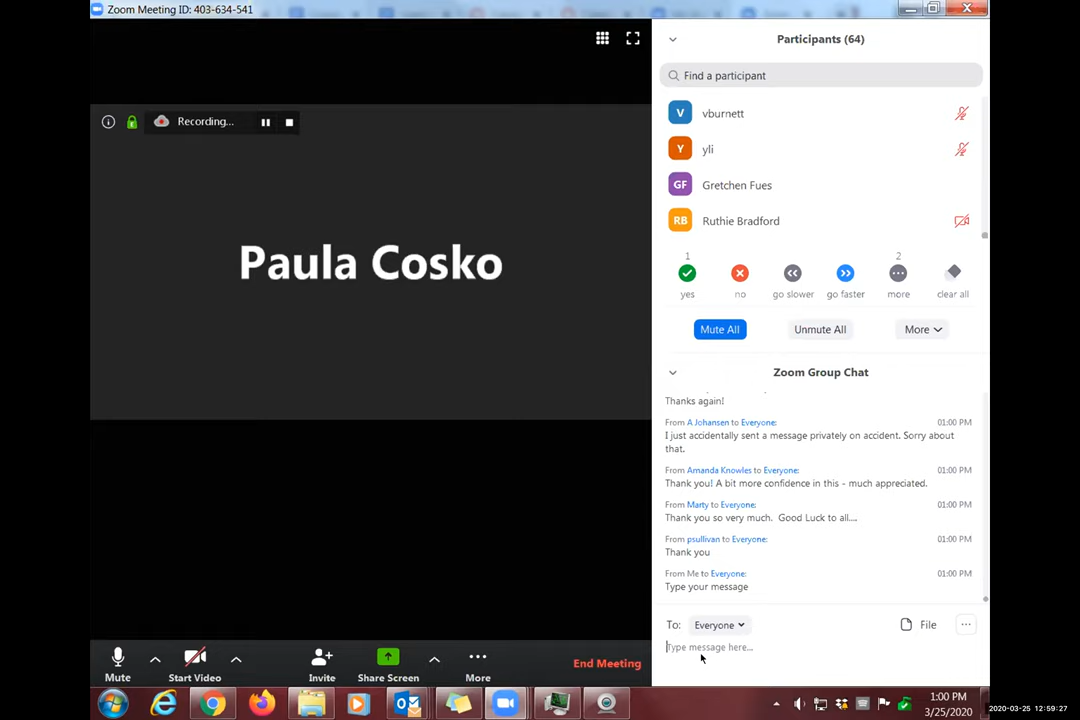 Zoom Meeting ID: 403-634-541
Participants (64)
Find a participant
Recording...
V vburnett
Y yli
GF Gretchen Fues
RB Ruthie Bradford
Paula Cosko
1 2
yes no go slower go faster more clear all
Mute All Unmute All More
Zoom Group Chat
Thanks again!
From A Johansen to Everyone: 01:00 PM
I just accidentally sent a message privately on accident. Sorry about
that.
From Amanda Knowles to Everyone: 01:00 PM
Thank you! A bit more confidence in this - much appreciated.
From Marty to Everyone: 01:00 PM
Thank you so very much. Good Luck to all....
From psullivan to Everyone: 01:00 PM
Thank you
From Me to Everyone: 01:00 PM
Type your message
To: Everyone File
Type message here...
Mute Start Video Invite Share Screen More End Meeting
1:00 PM
3/25/2020
2020-03-25 12:59:27